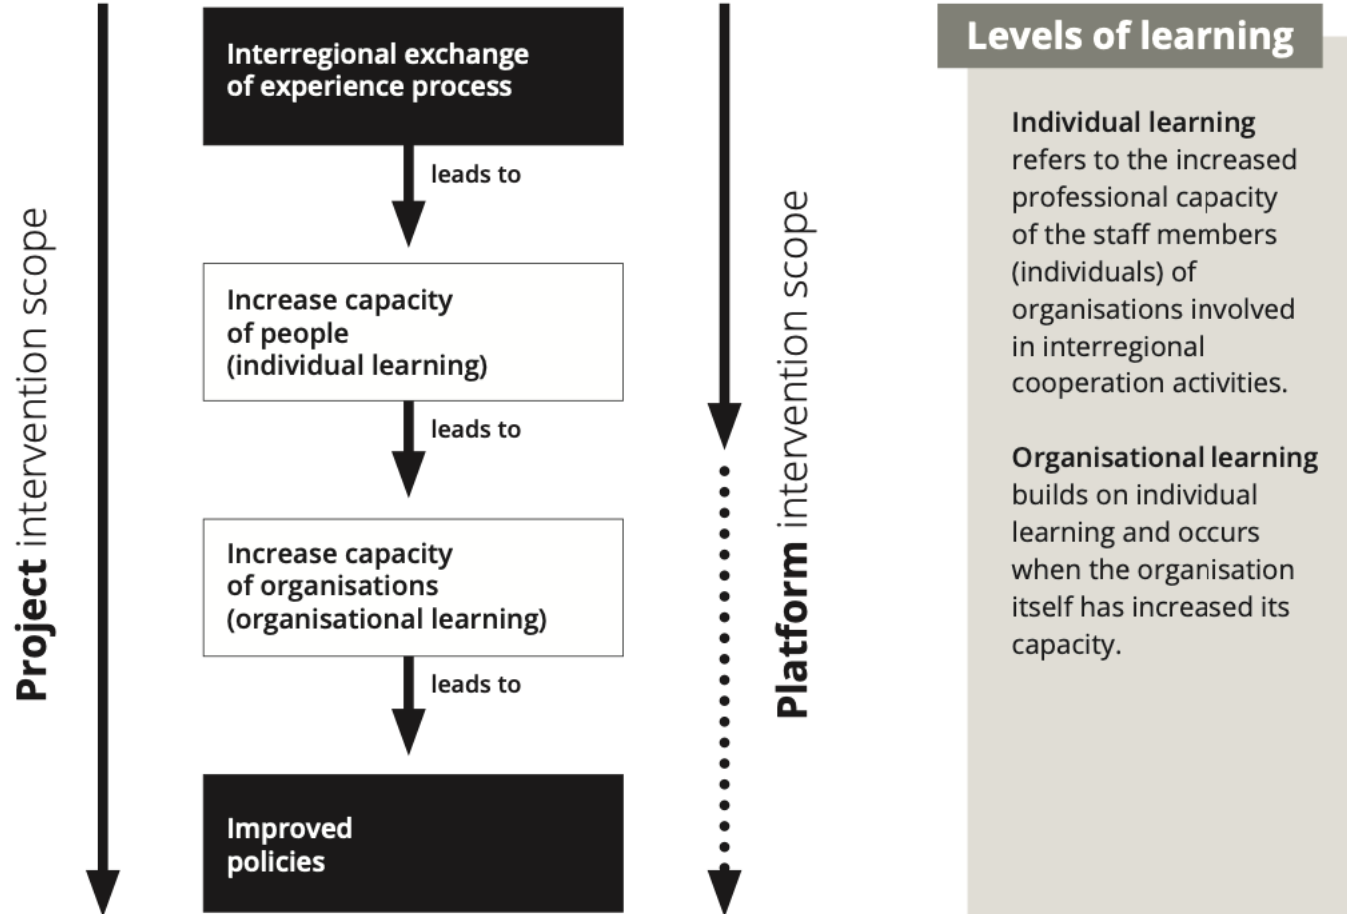 Project intervention scope
Interregional exchange
of experience process
leads to
Increase capacity
of people
(individual learning)
leads to
Increase capacity
of organisations
(organisational learning)
leads to
Improved
policies
Platform intervention scope
Levels of learning
Individual learning
refers to the increased
professional capacity
of the staff members
(individuals) of
organisations involved
in interregional
cooperation activities.
Organisational learning
builds on individual
learning and occurs
when the organisation
itself has increased its
capacity.